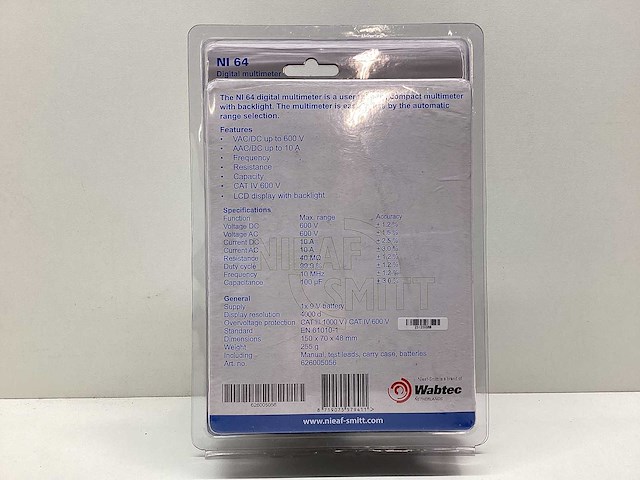 NI 64
Digital multimeter
The NI 64 digital multimeter is a user compact multimeter
with backlight. The multimeter is by the automatic
range selection.
Features
• VAC/DC up to 600 V
• AAC/DC up to 10 A
• Frequency
• Resistance
• Capacity
• CAT IV 600 V
• LCD display with backlight
Specifications
Function Max. range Accuracy
Voltage DC 600 V
Voltage AC 600 V
Current DC 10 A
Current AC 10 A
Resistance 40 MΩ
Duty cycle
Frequency 10 MHz
Capacitance 100 µF
NIEAF
SMITT
General
Supply 1x 9 V battery
Display resolution 4000 d
Overvoltage protection CAT III 1000 V / CAT IV 600 V
Standard EN 61010-1
Dimensions 150 x 70 x 48 mm
Weight 255 g
Including Manual, testleads, carry case, batteries
Art. no. 626005056
626005056
Wabtec
NETHERLANDS
www.nieaf-smitt.com